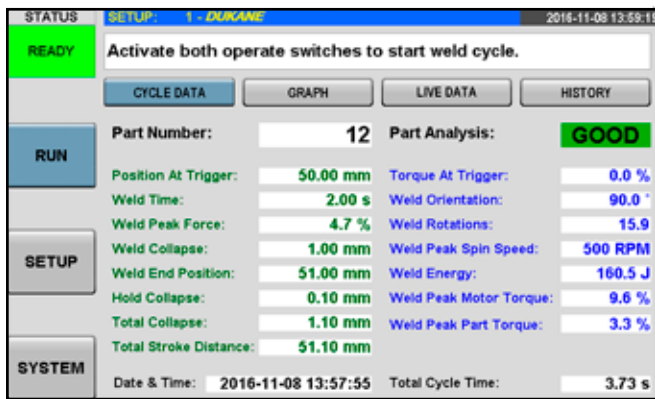 STATUS SETUP: 1 - DUKANE 2016-11-08 13:59:19
READY Activate both operate switches to start weld cycle.
CYCLE DATA GRAPH LIVE DATA HISTORY
Part Number: 12 Part Analysis: GOOD
RUN
Position At Trigger: 50.00 mm Torque At Trigger: 0.0 %
Weld Time: 2.00 s Weld Orientation: 90.0 °
Weld Peak Force: 4.7 % Weld Rotations: 15.9
Weld Collapse: 1.00 mm Weld Peak Spin Speed: 500 RPM
SETUP
Weld End Position: 51.00 mm Weld Energy: 160.5 J
Hold Collapse: 0.10 mm Weld Peak Motor Torque: 9.6 %
Total Collapse: 1.10 mm Weld Peak Part Torque: 3.3 %
Total Stroke Distance: 51.10 mm
SYSTEM
Date & Time: 2016-11-08 13:57:55 Total Cycle Time: 3.73 s